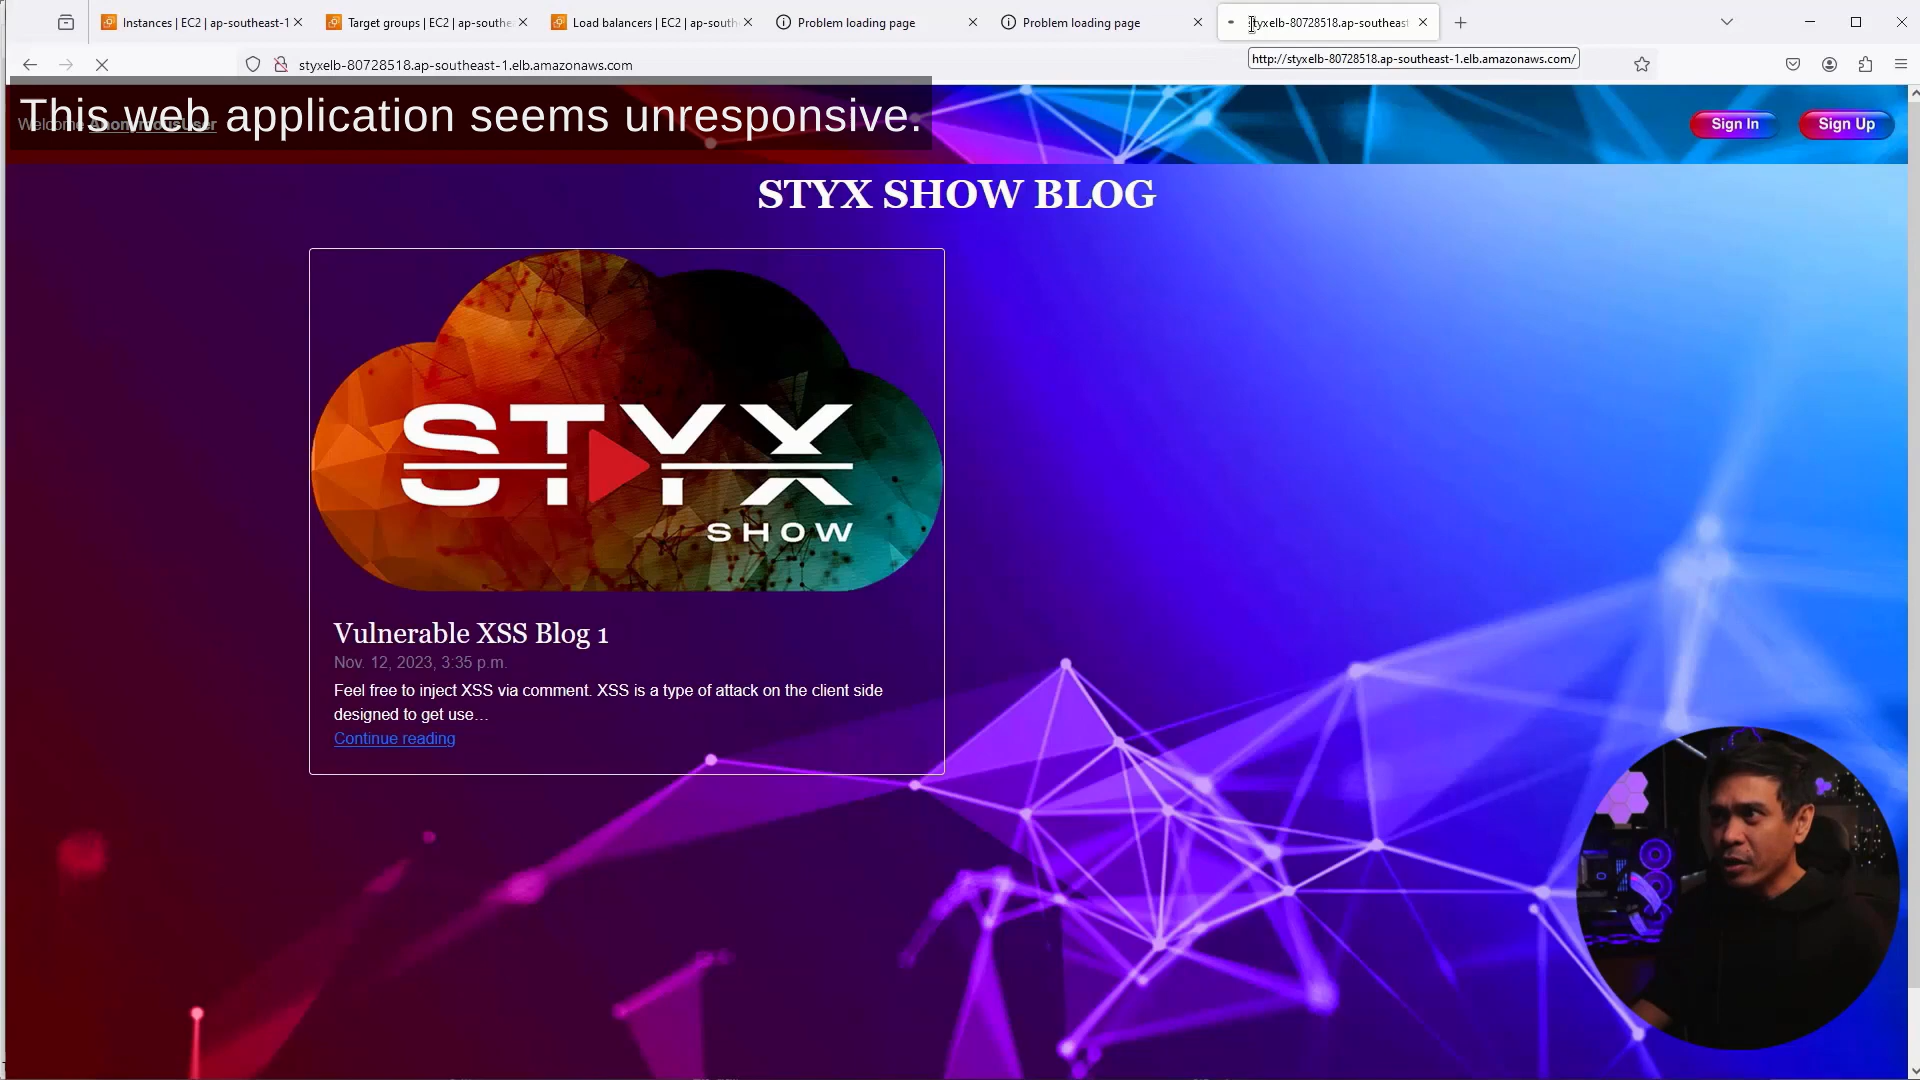 Instances | EC2 | ap-southeast-1
Target groups | EC2 | ap-southe
Load balancers | EC2 | ap-south
Problem loading page
Problem loading page
styxelb-80728518.ap-southeast
styxelb-80728518.ap-southeast-1.elb.amazonaws.com
http://styxelb-80728518.ap-southeast-1.elb.amazonaws.com/
This web application seems unresponsive.
Welcome AnonymousUser
Sign In
Sign Up
STYX SHOW BLOG
STYX
SHOW
Vulnerable XSS Blog 1
Nov. 12, 2023, 3:35 p.m.
Feel free to inject XSS via comment. XSS is a type of attack on the client side
designed to get use…
Continue reading